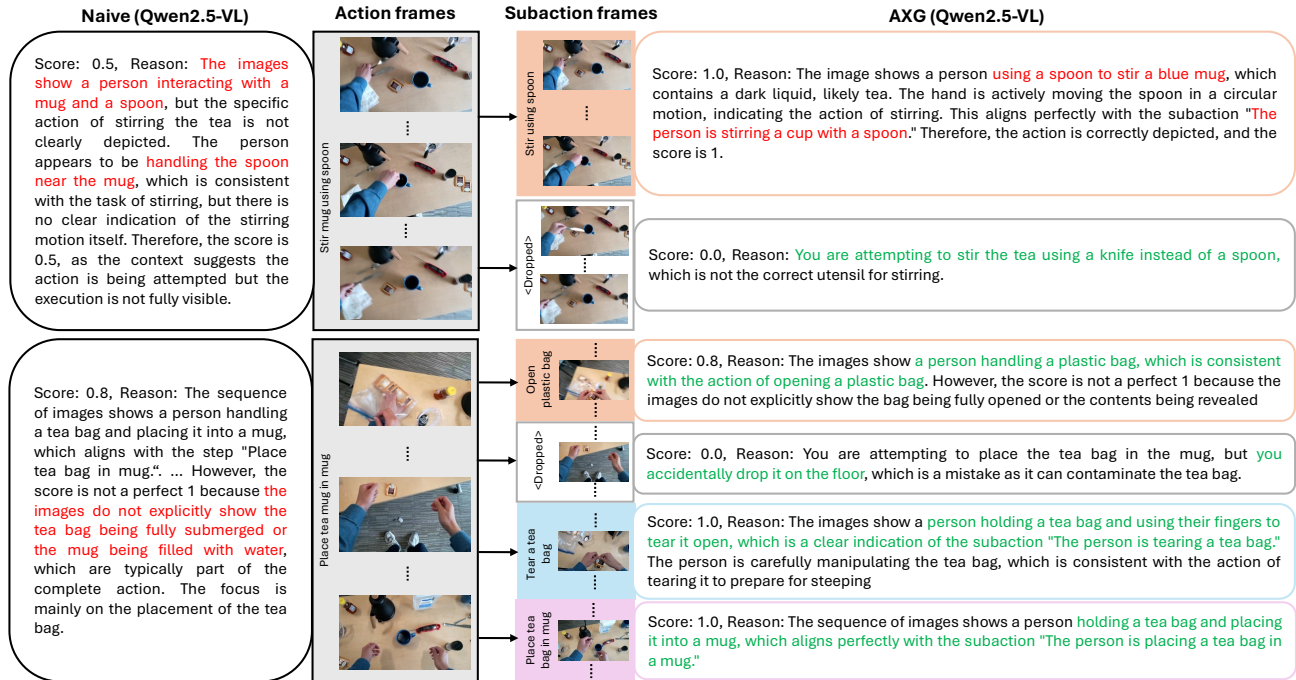 Naive (Qwen2.5-VL)
Action frames
Subaction frames
AXG (Qwen2.5-VL)
Score: 0.5, Reason: The images
show a person interacting with a
mug and a spoon, but the specific
action of stirring the tea is not
clearly depicted. The person
appears to be handling the spoon
near the mug, which is consistent
with the task of stirring, but there is
no clear indication of the stirring
motion itself. Therefore, the score is
0.5, as the context suggests the
action is being attempted but the
execution is not fully visible.
Stir mug using spoon
Stir using spoon
Score: 1.0, Reason: The image shows a person using a spoon to stir a blue mug, which
contains a dark liquid, likely tea. The hand is actively moving the spoon in a circular
motion, indicating the action of stirring. This aligns perfectly with the subaction "The
person is stirring a cup with a spoon." Therefore, the action is correctly depicted, and the
score is 1.
<Dropped>
Score: 0.0, Reason: You are attempting to stir the tea using a knife instead of a spoon,
which is not the correct utensil for stirring.
Score: 0.8, Reason: The sequence
of images shows a person handling
a tea bag and placing it into a mug,
which aligns with the step "Place
tea bag in mug.“. ... However, the
score is not a perfect 1 because the
images do not explicitly show the
tea bag being fully submerged or
the mug being filled with water,
which are typically part of the
complete action. The focus is
mainly on the placement of the tea
bag.
Place tea mug in mug
Open
plastic bag
Score: 0.8, Reason: The images show a person handling a plastic bag, which is consistent
with the action of opening a plastic bag. However, the score is not a perfect 1 because the
images do not explicitly show the bag being fully opened or the contents being revealed
<Dropped>
Score: 0.0, Reason: You are attempting to place the tea bag in the mug, but you
accidentally drop it on the floor, which is a mistake as it can contaminate the tea bag.
Tear a tea
bag
Score: 1.0, Reason: The images show a person holding a tea bag and using their fingers to
tear it open, which is a clear indication of the subaction "The person is tearing a tea bag."
The person is carefully manipulating the tea bag, which is consistent with the action of
tearing it to prepare for steeping
Place tea
bag in mug
Score: 1.0, Reason: The sequence of images shows a person holding a tea bag and placing
it into a mug, which aligns perfectly with the subaction "The person is placing a tea bag in
a mug."